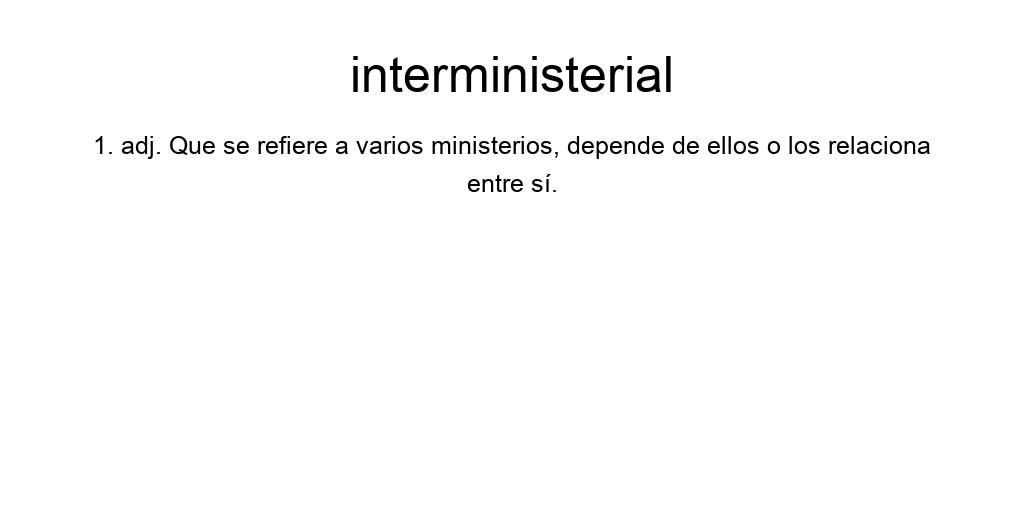 interministerial
1. adj. Que se refiere a varios ministerios, depende de ellos o los relaciona
entre sí.